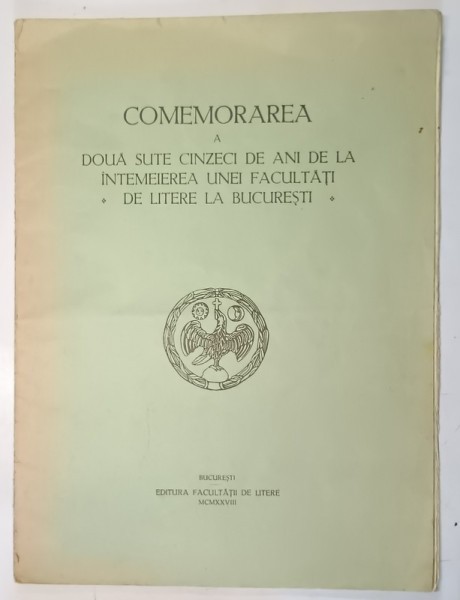 COMEMORAREA
A
DOUĂ SUTE CINZECI DE ANI DE LA
ÎNTEMEIEREA UNEI FACULTĂŢI
DE LITERE LA BUCUREŞTI
BUCUREŞTI
EDITURA FACULTĂŢII DE LITERE
MCMXXVIII